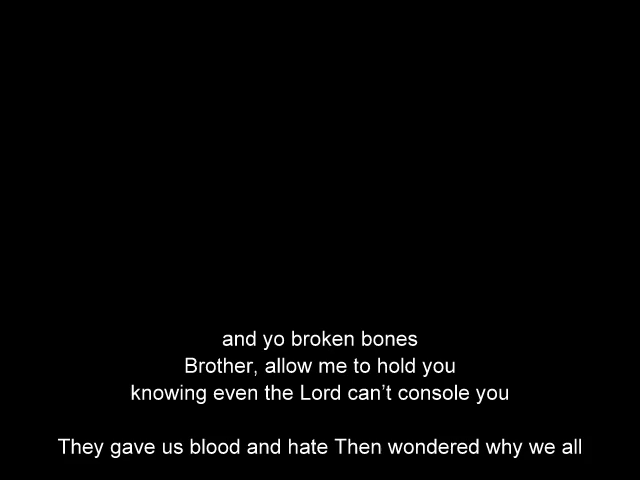 and yo broken bones
Brother, allow me to hold you
knowing even the Lord can’t console you
They gave us blood and hate Then wondered why we all